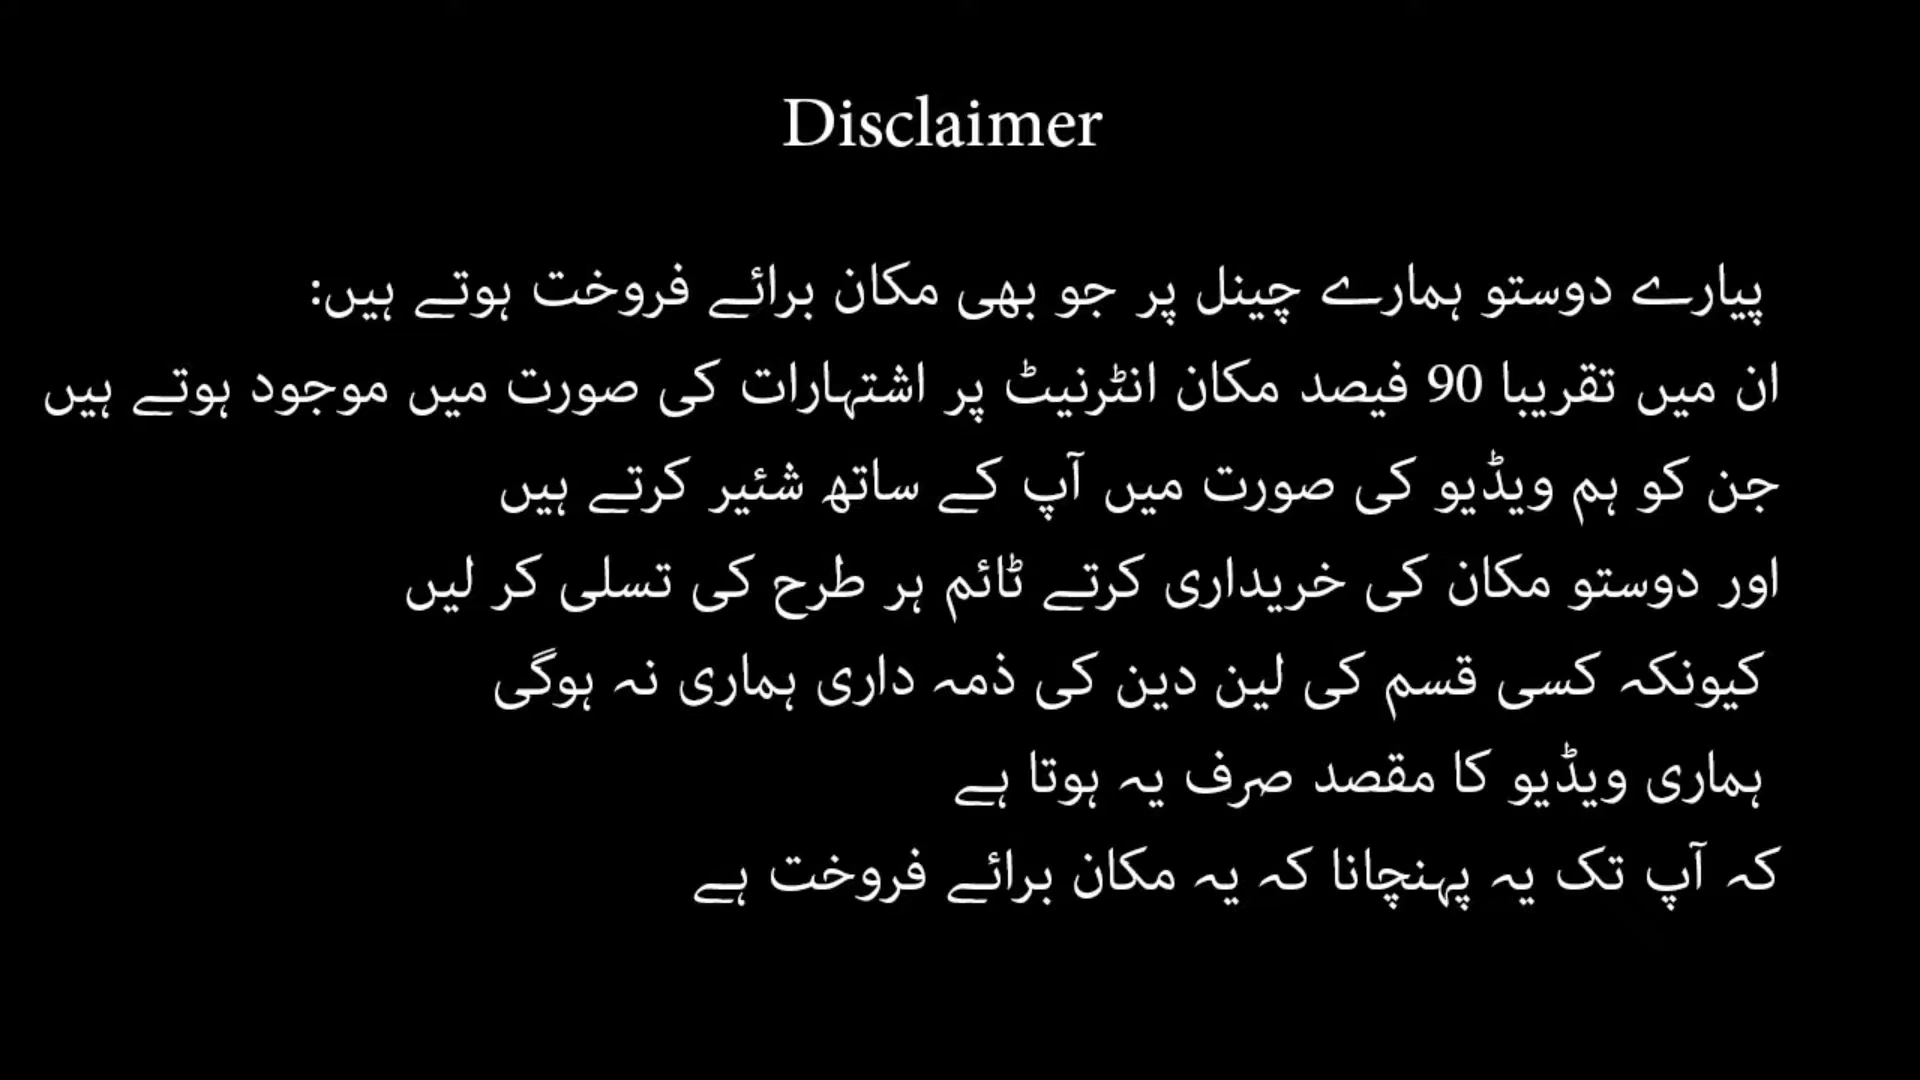 Disclaimer
پیارے دوستو ہمارے چینل پر جو بھی مکان برائے فروخت ہوتے ہیں:
ان میں تقریبا 90 فیصد مکان انٹرنیٹ پر اشتہارات کی صورت میں موجود ہوتے ہیں
جن کو ہم ویڈیو کی صورت میں آپ کے ساتھ شئیر کرتے ہیں
اور دوستو مکان کی خریداری کرتے ٹائم ہر طرح کی تسلی کر لیں
کیونکہ کسی قسم کی لین دین کی ذمہ داری ہماری نہ ہوگی
ہماری ویڈیو کا مقصد صرف یہ ہوتا ہے
کہ آپ تک یہ پہنچانا کہ یہ مکان برائے فروخت ہے